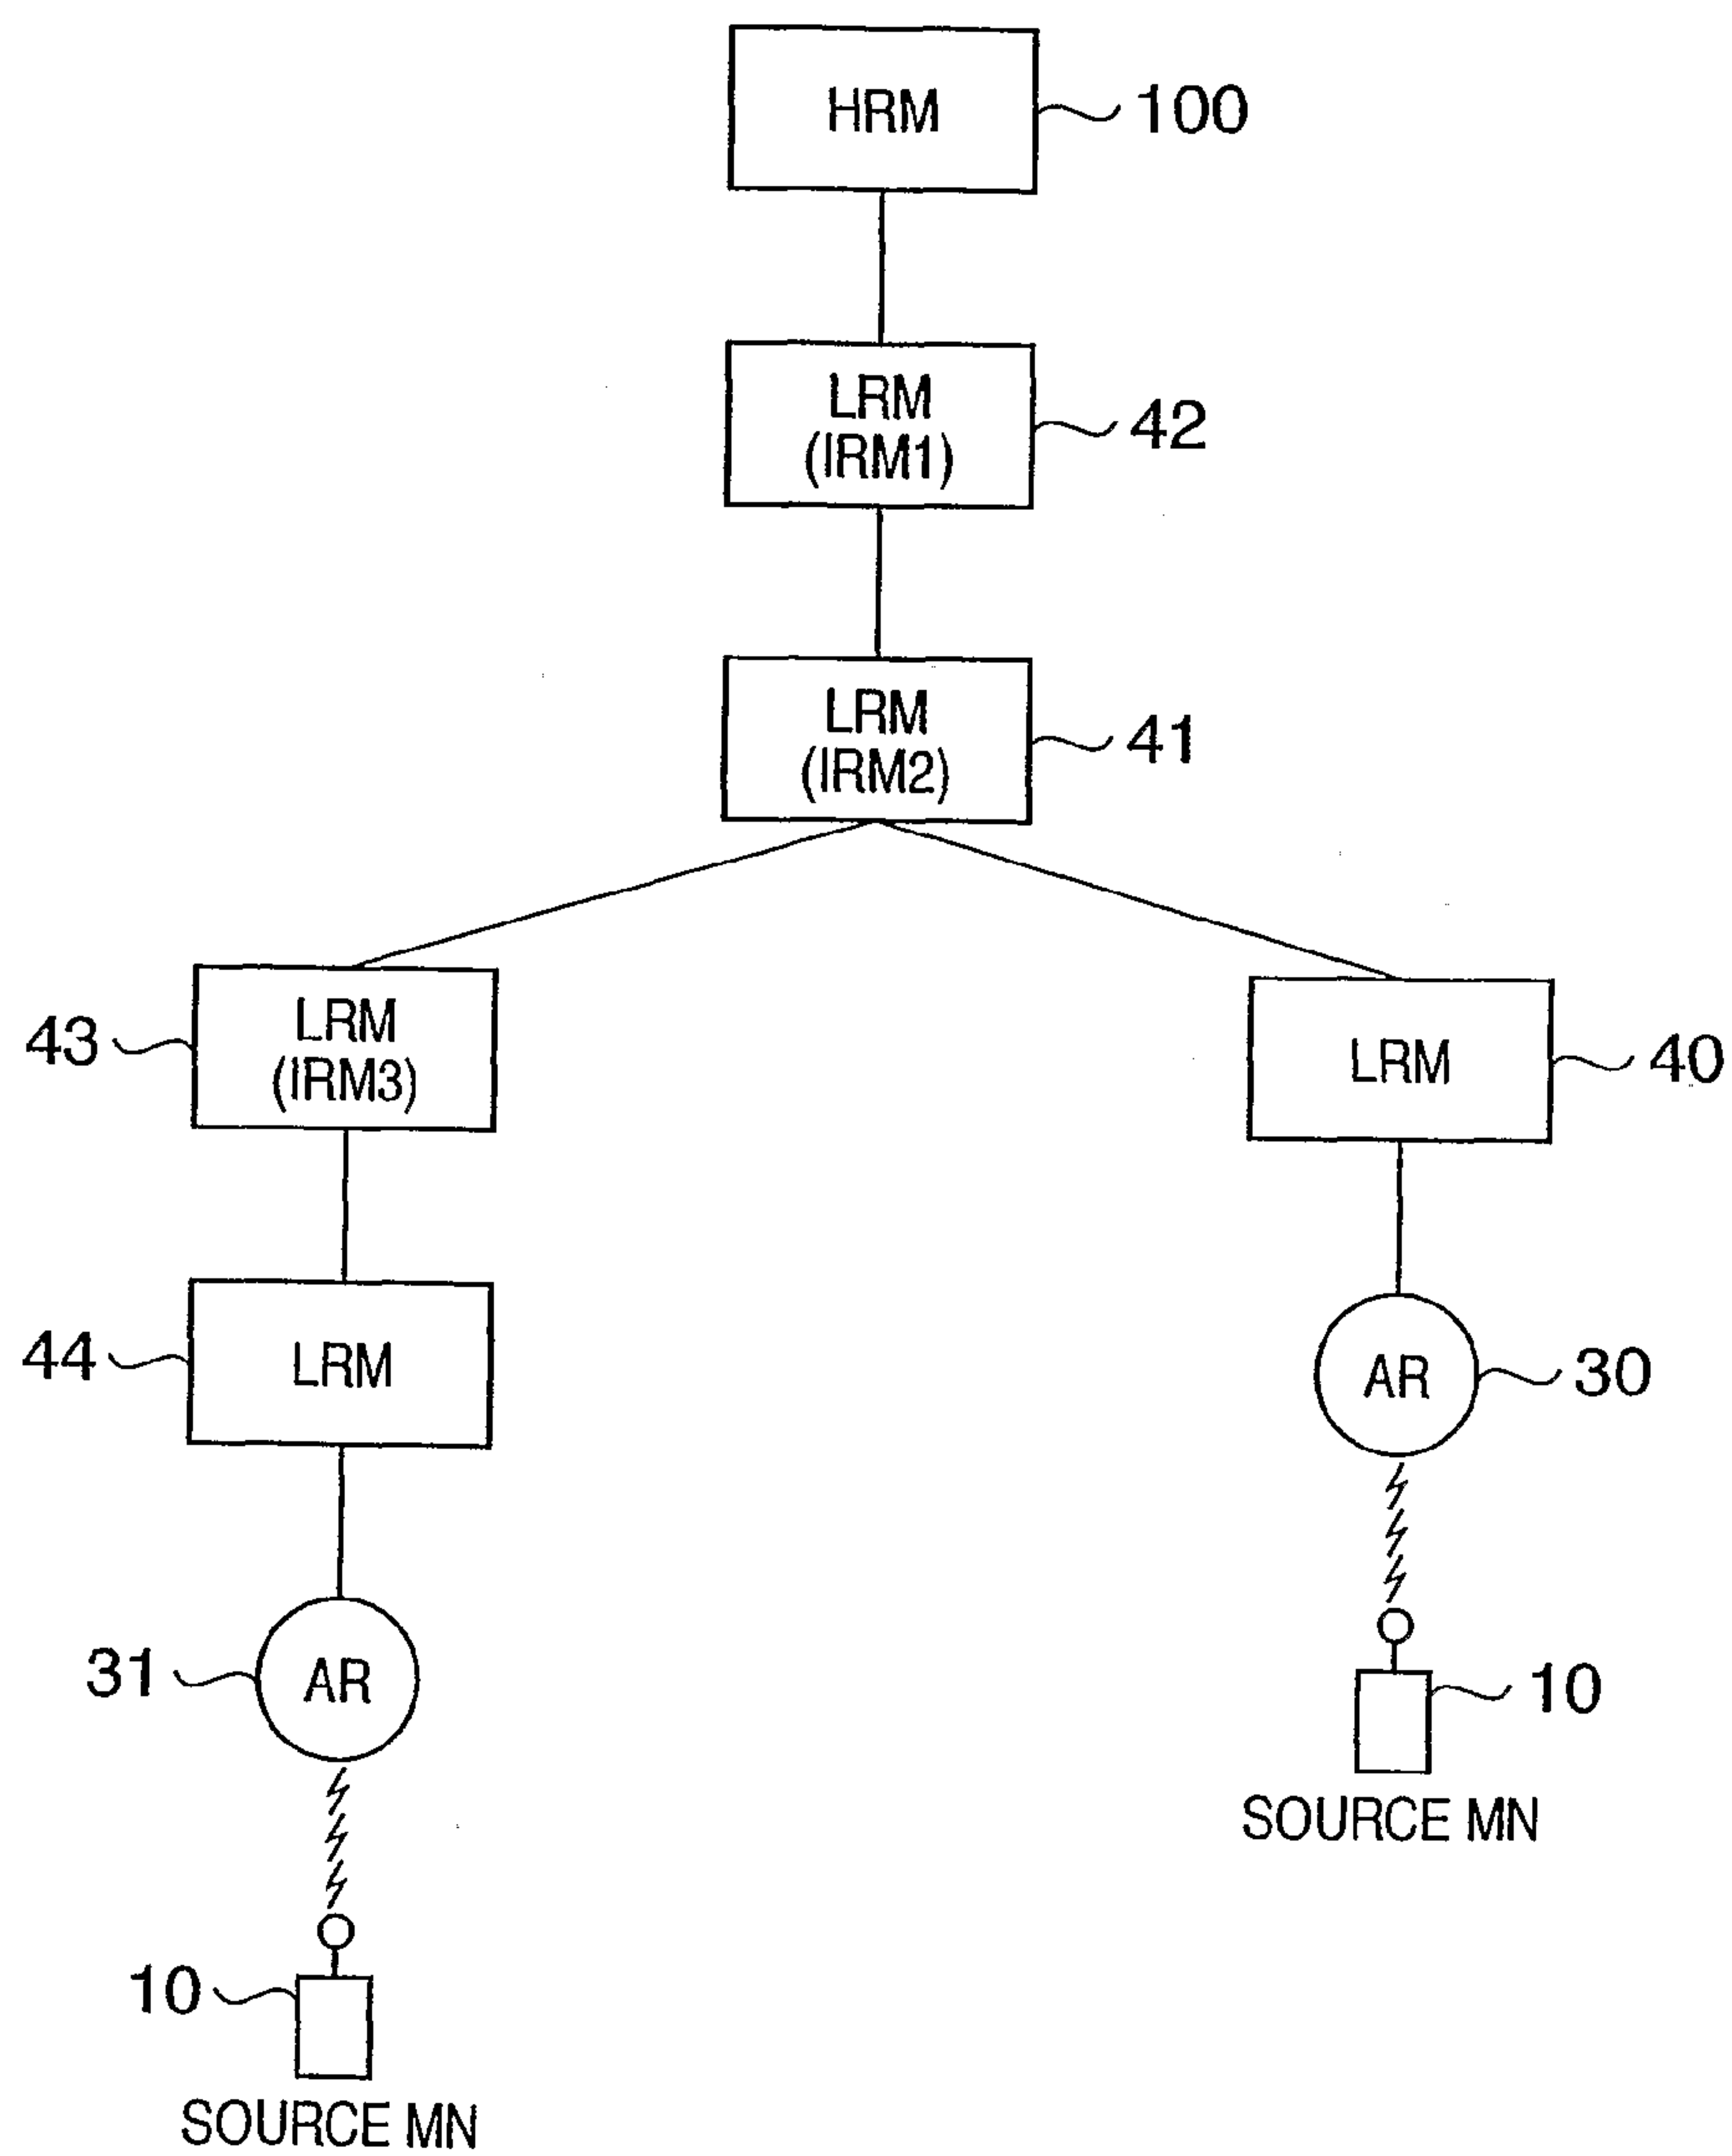 HRM
100
LRM
(IRM1)
42
LRM
(IRM2)
41
43
LRM
(IRM3)
LRM
40
44
LRM
AR
30
31
AR
10
SOURCE MN
10
SOURCE MN